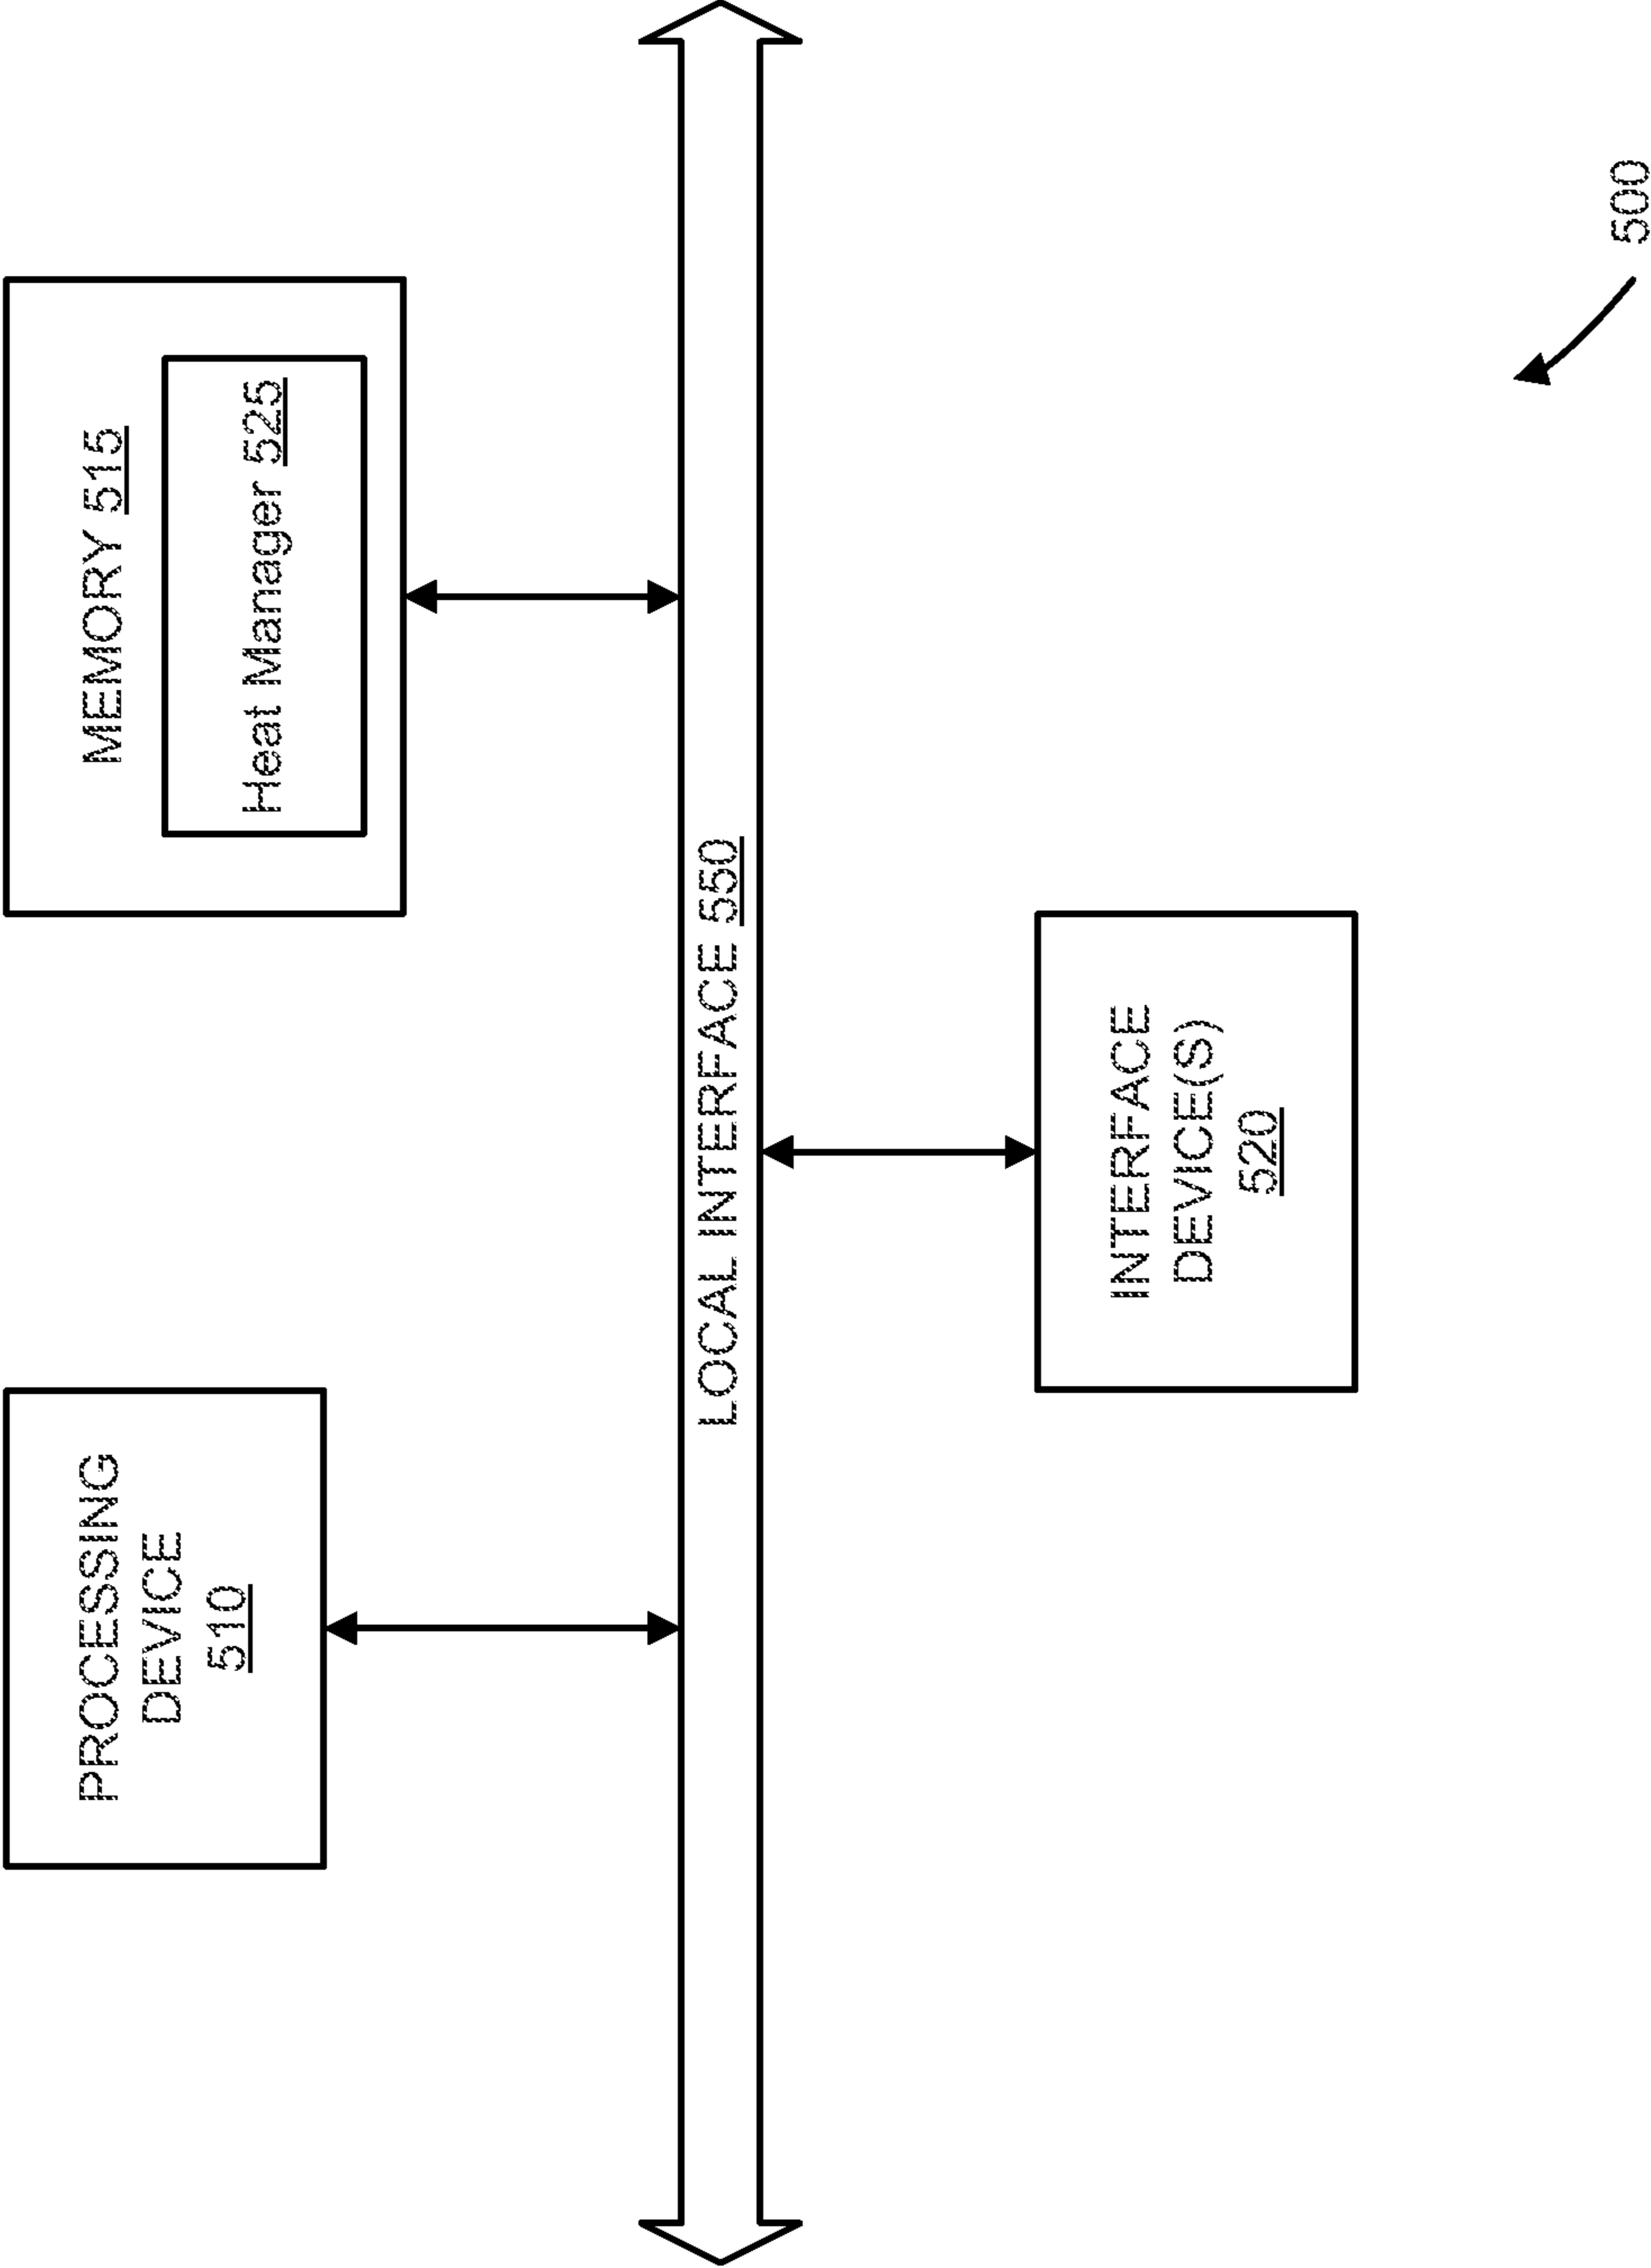 PROCESSING
DEVICE
510
MEMORY 515
Heat Manager 525
LOCAL INTERFACE 550
INTERFACE
DEVICE(S)
520
500